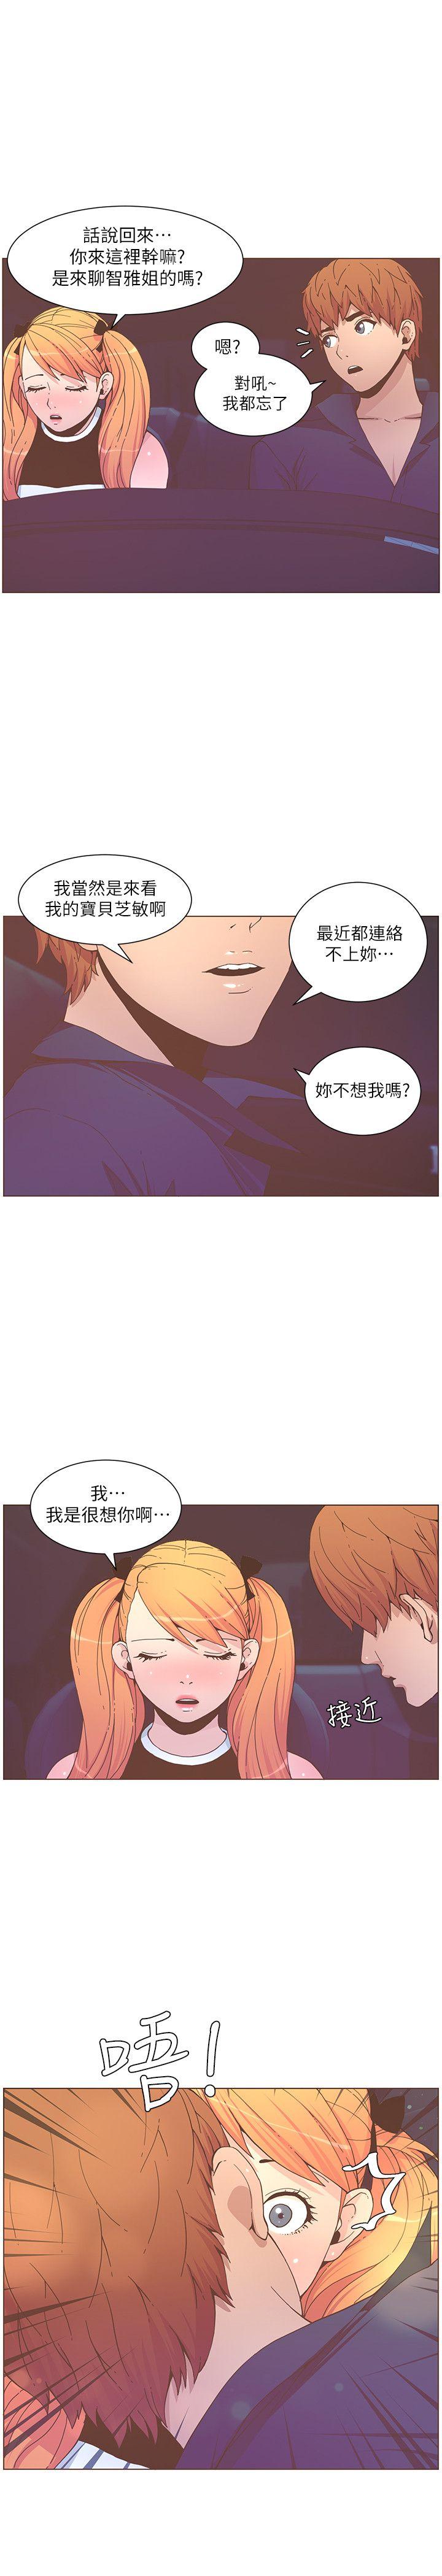 話說回來⋯
你來這裡幹嘛?
是來聊智雅姐的嗎?
嗯?
對吼~
我都忘了
我當然是來看
我的寶貝芝敏啊
最近都連絡
不上妳⋯
妳不想我嗎?
我⋯
我是很想你啊⋯
接近
唔!